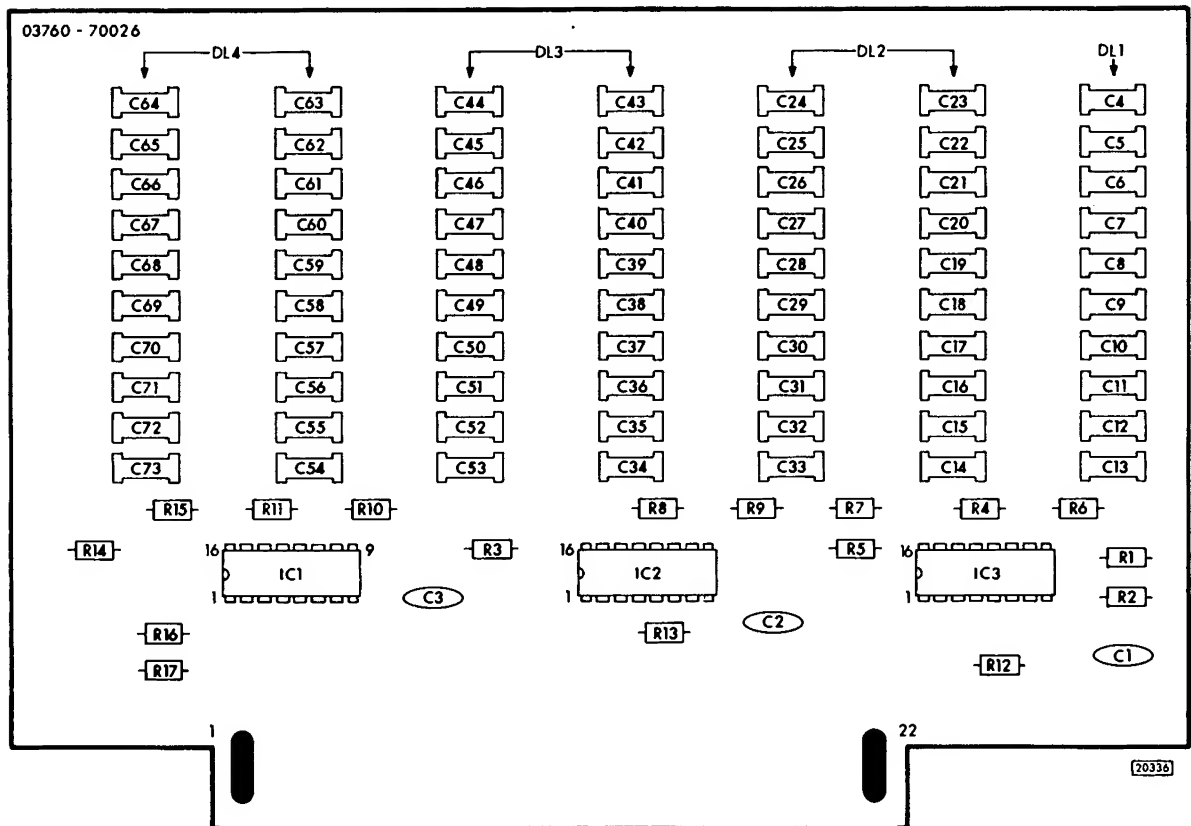 03760 - 70026
DL4 DL3 DL2 DL1
C64 C63 C44 C43 C24 C23 C4
C65 C62 C45 C42 C25 C22 C5
C66 C61 C46 C41 C26 C21 C6
C67 C60 C47 C40 C27 C20 C7
C68 C59 C48 C39 C28 C19 C8
C69 C58 C49 C38 C29 C18 C9
C70 C57 C50 C37 C30 C17 C10
C71 C56 C51 C36 C31 C16 C11
C72 C55 C52 C35 C32 C15 C12
C73 C54 C53 C34 C33 C14 C13
R15 R11 R10 R8 R9 R7 R4 R6
R14 16 9 R3 16 R5 16 R1
IC1 IC2 IC3
1 C3 1 1 R2
R16 R13 C2
R17 R12 C1
1 22
20336